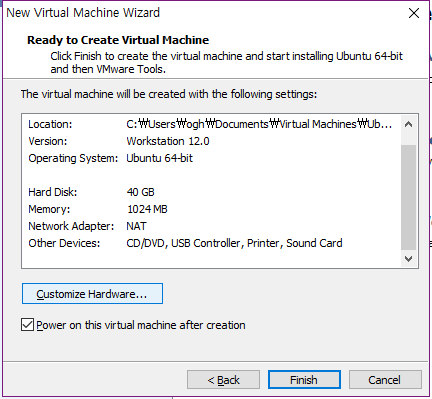 New Virtual Machine Wizard
Ready to Create Virtual Machine
Click Finish to create the virtual machine and start installing Ubuntu 64-bit
and then VMware Tools.
The virtual machine will be created with the following settings:
Location: C:₩Users₩ogh₩Documents₩Virtual Machines₩Ub...
Version: Workstation 12.0
Operating System: Ubuntu 64-bit
Hard Disk: 40 GB
Memory: 1024 MB
Network Adapter: NAT
Other Devices: CD/DVD, USB Controller, Printer, Sound Card
Customize Hardware...
Power on this virtual machine after creation
< Back Finish Cancel